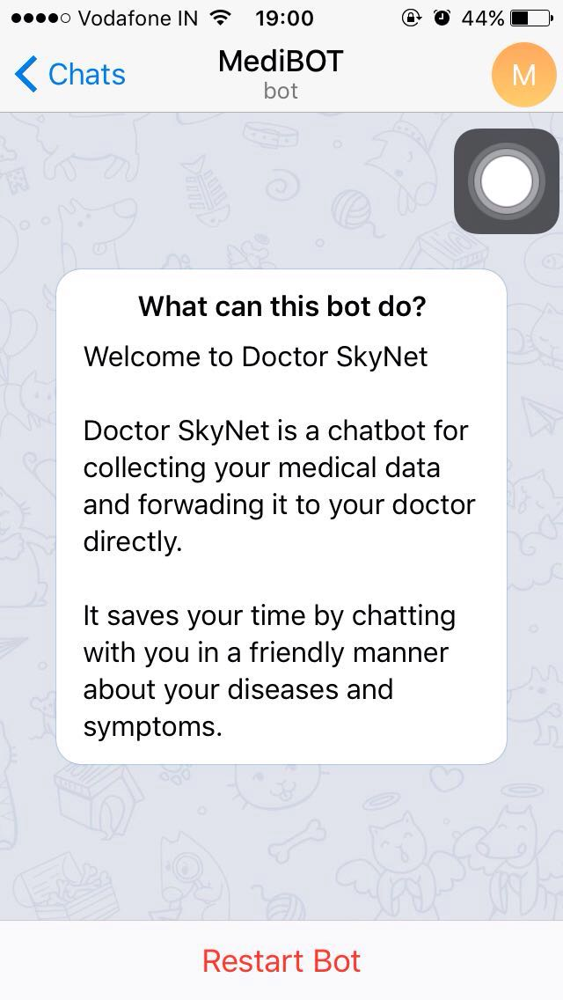 Vodafone IN 19:00 44%
Chats MediBOT M
bot
What can this bot do?
Welcome to Doctor SkyNet
Doctor SkyNet is a chatbot for
collecting your medical data
and forwading it to your doctor
directly.
It saves your time by chatting
with you in a friendly manner
about your diseases and
symptoms.
Restart Bot